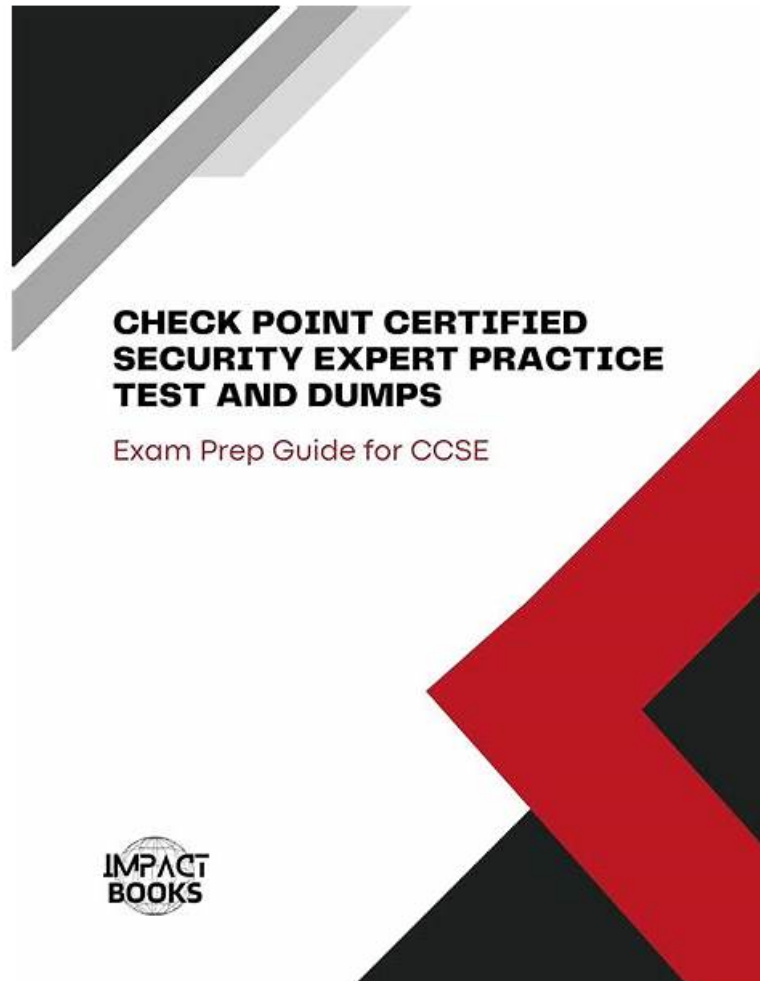 CHECK POINT CERTIFIED
SECURITY EXPERT PRACTICE
TEST AND DUMPS
Exam Prep Guide for CCSE
IMPACT
BOOKS